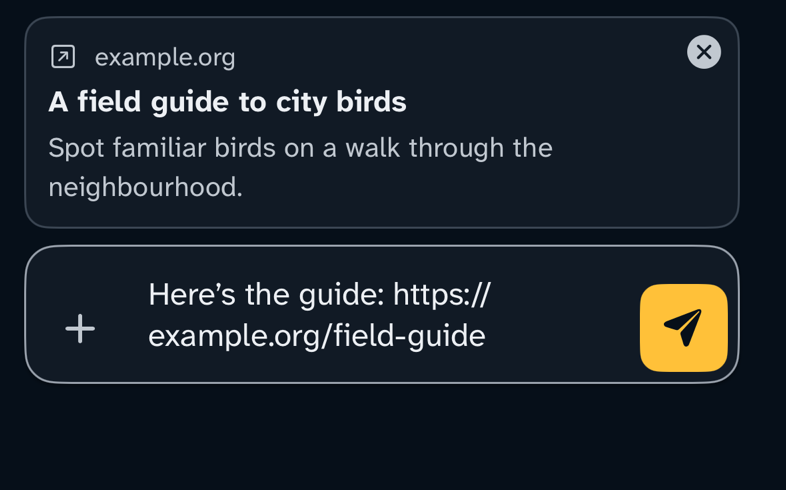 example.org
A field guide to city birds
Spot familiar birds on a walk through the
neighbourhood.
Here’s the guide: https://
example.org/field-guide